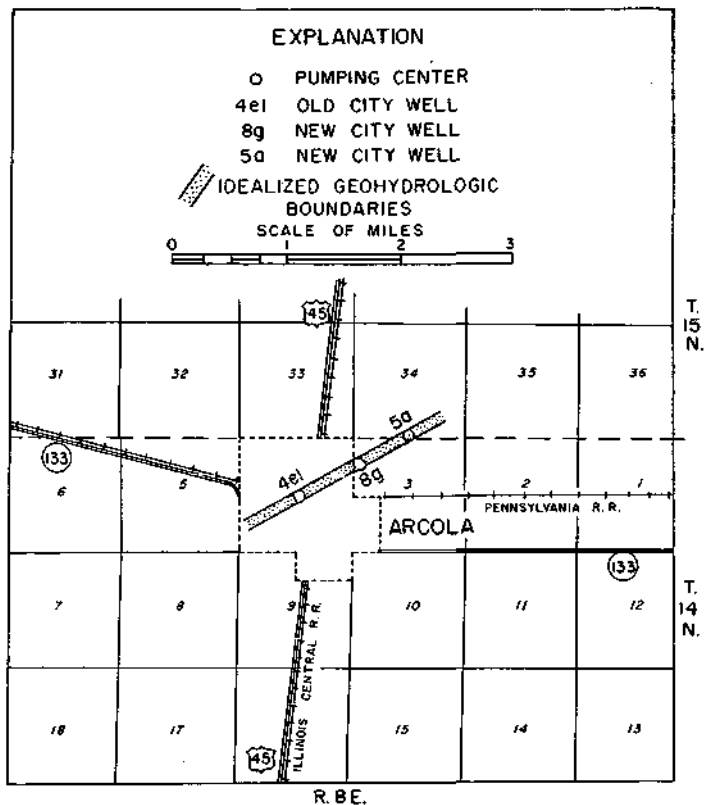 EXPLANATION
O PUMPING CENTER
4el OLD CITY WELL
8g NEW CITY WELL
5a NEW CITY WELL
IDEALIZED GEOHYDROLOGIC
BOUNDARIES
SCALE OF MILES
0 1 2 3
45
T.
15
N.
31 32 33 34 35 36
5a
133
4el
8g
6 5 3 2 1
PENNSYLVANIA R. R.
ARCOLA
133
T.
14
N.
7 8 9 10 11 12
ILLINOIS CENTRAL R.R.
18 17 15 14 13
45
R. 8 E.